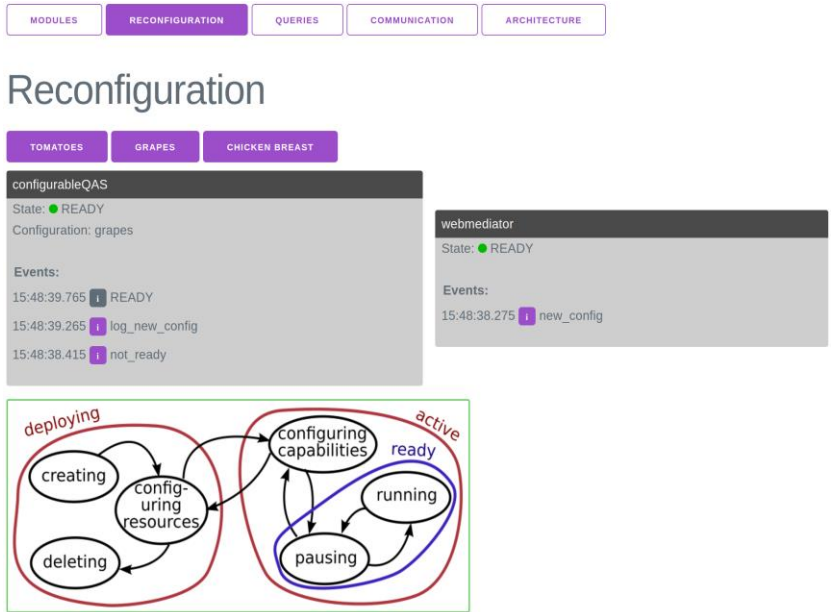 MODULES
RECONFIGURATION
QUERIES
COMMUNICATION
ARCHITECTURE
Reconfiguration
TOMATOES
GRAPES
CHICKEN BREAST
configurableQAS
State: READY
Configuration: grapes
Events:
15:48:39.765 i READY
15:48:39.265 i log_new_config
15:48:38.415 i not_ready
webmediator
State: READY
Events:
15:48:38.275 i new_config
deploying
creating
config-
uring
resources
deleting
active
configuring
capabilities
ready
running
pausing